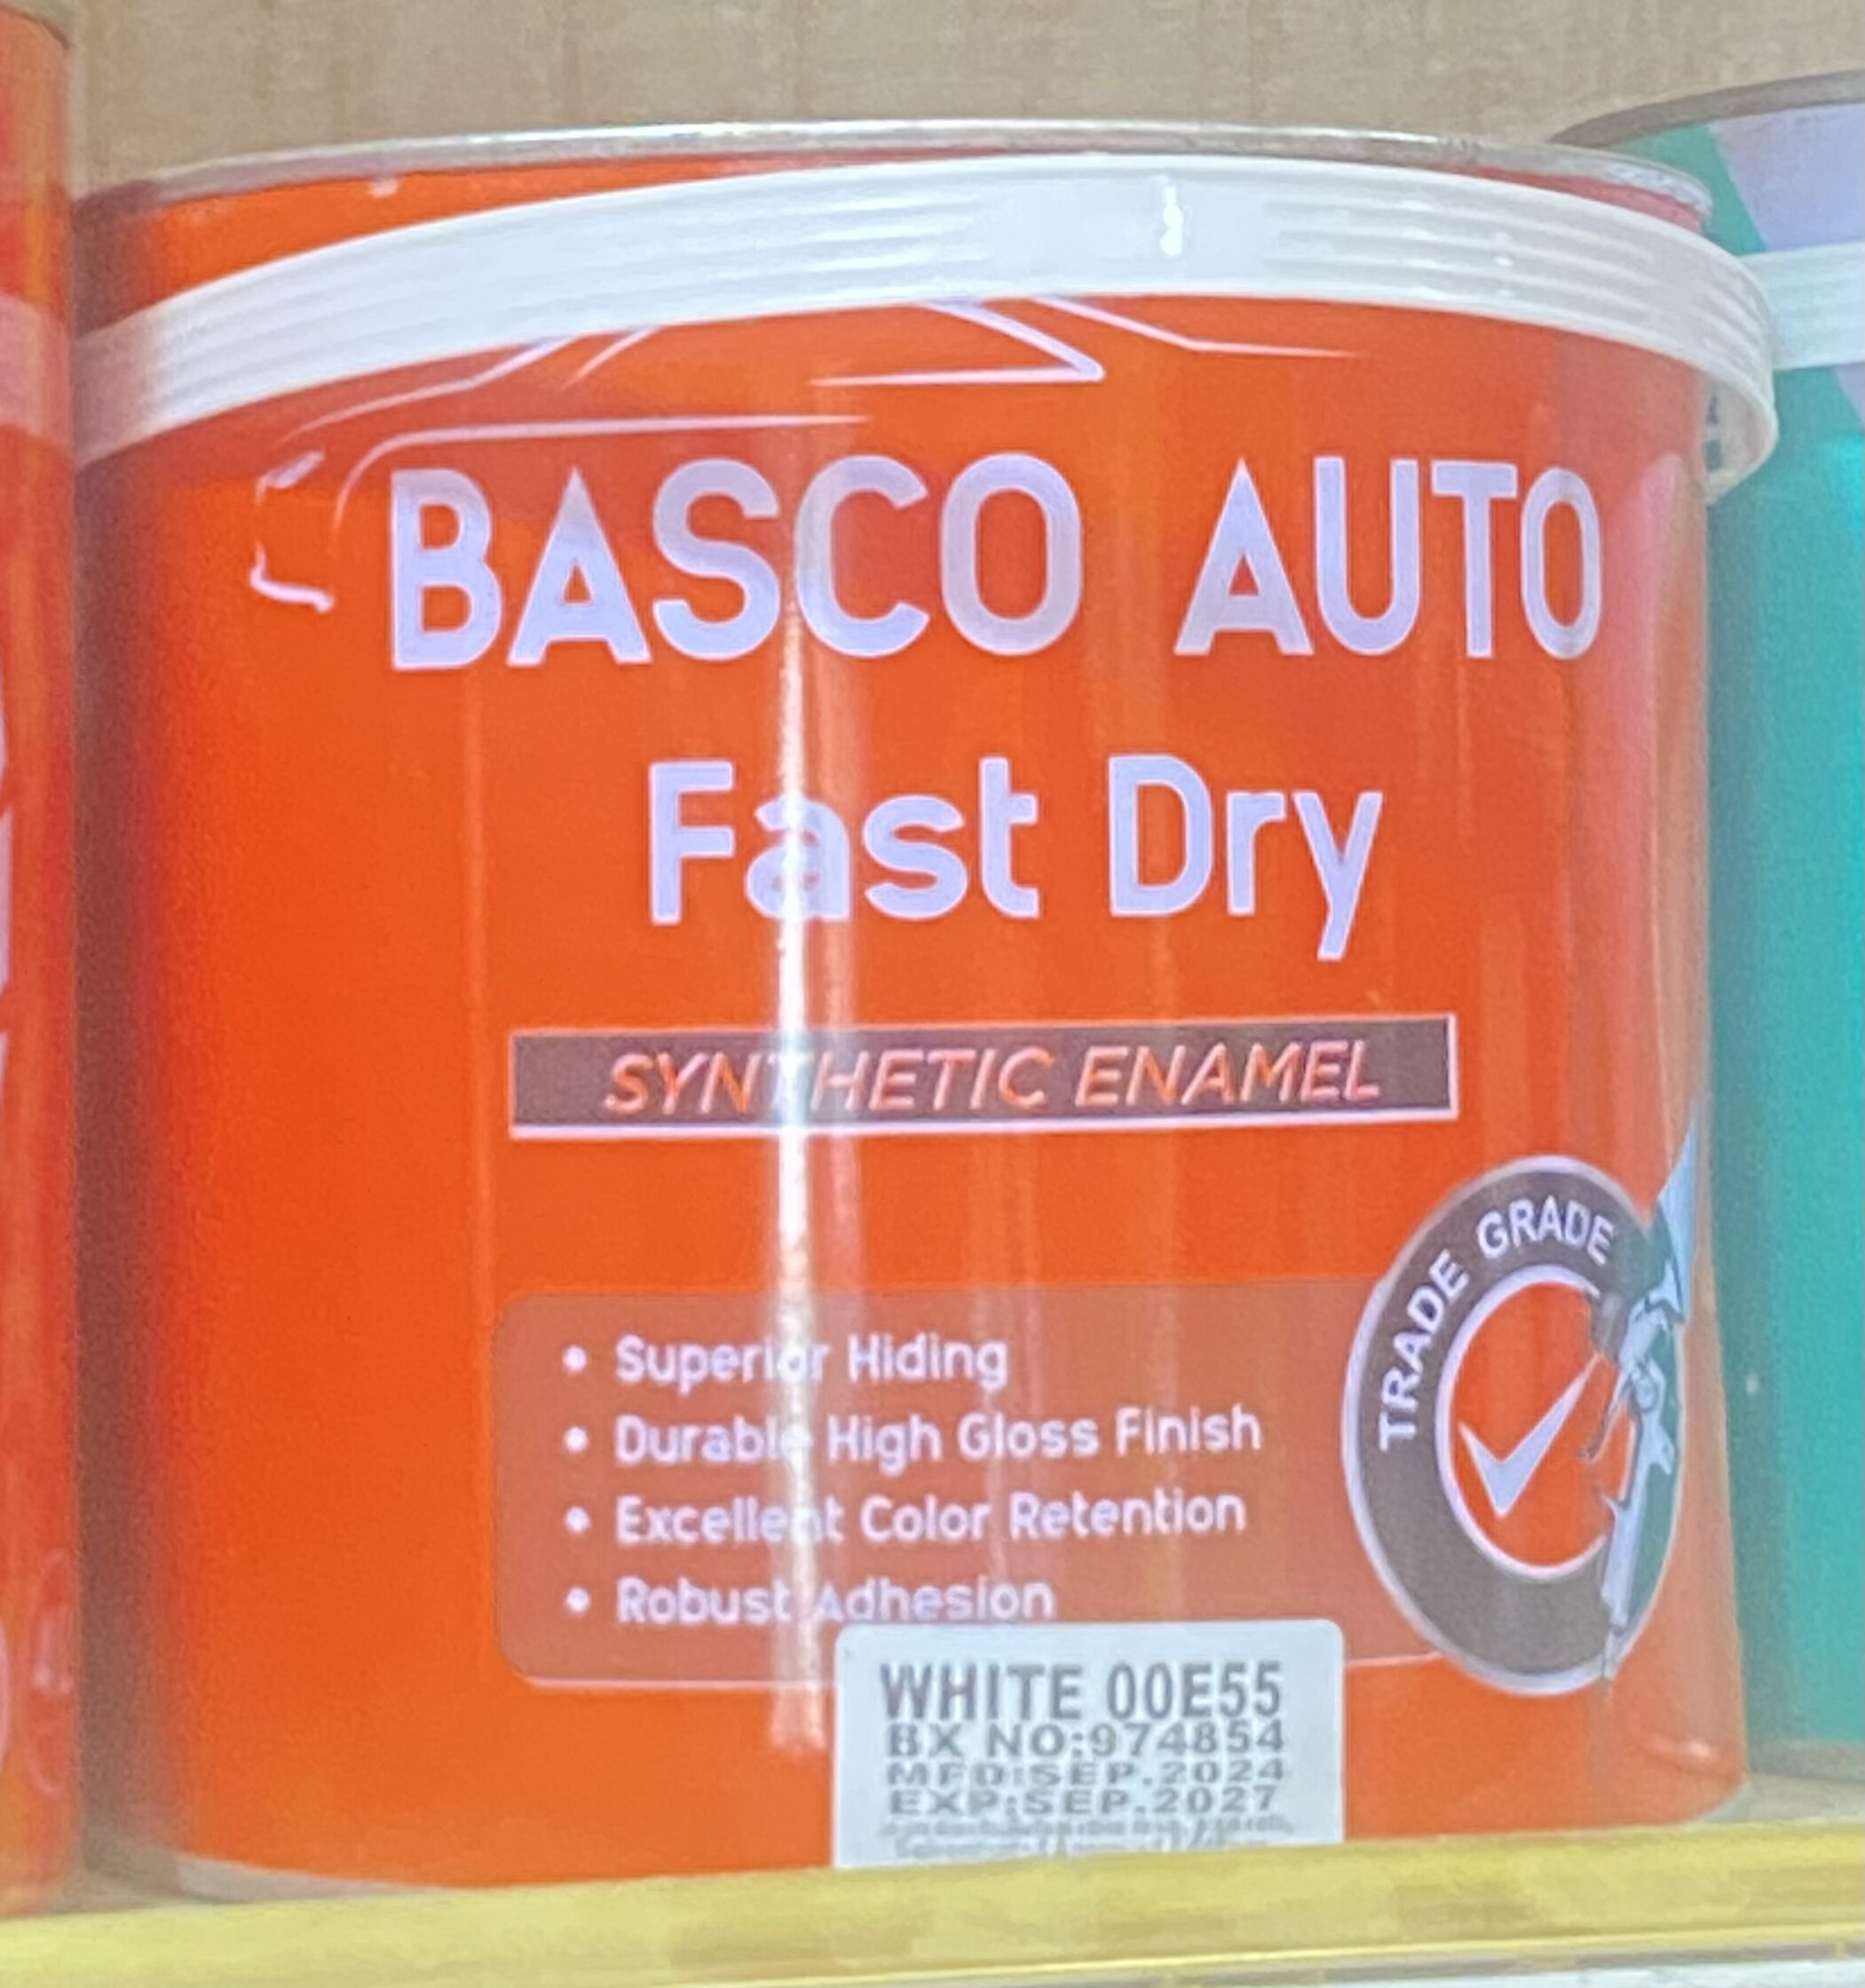 BASCO AUTO
Fast Dry
SYNTHETIC ENAMEL
TRADE GRADE
• Superior Hiding
• Durable High Gloss Finish
• Excellent Color Retention
• Robust Adhesion
WHITE 00E55
BX NO:974854
MFD:SEP.2024
EXP:SEP.2027